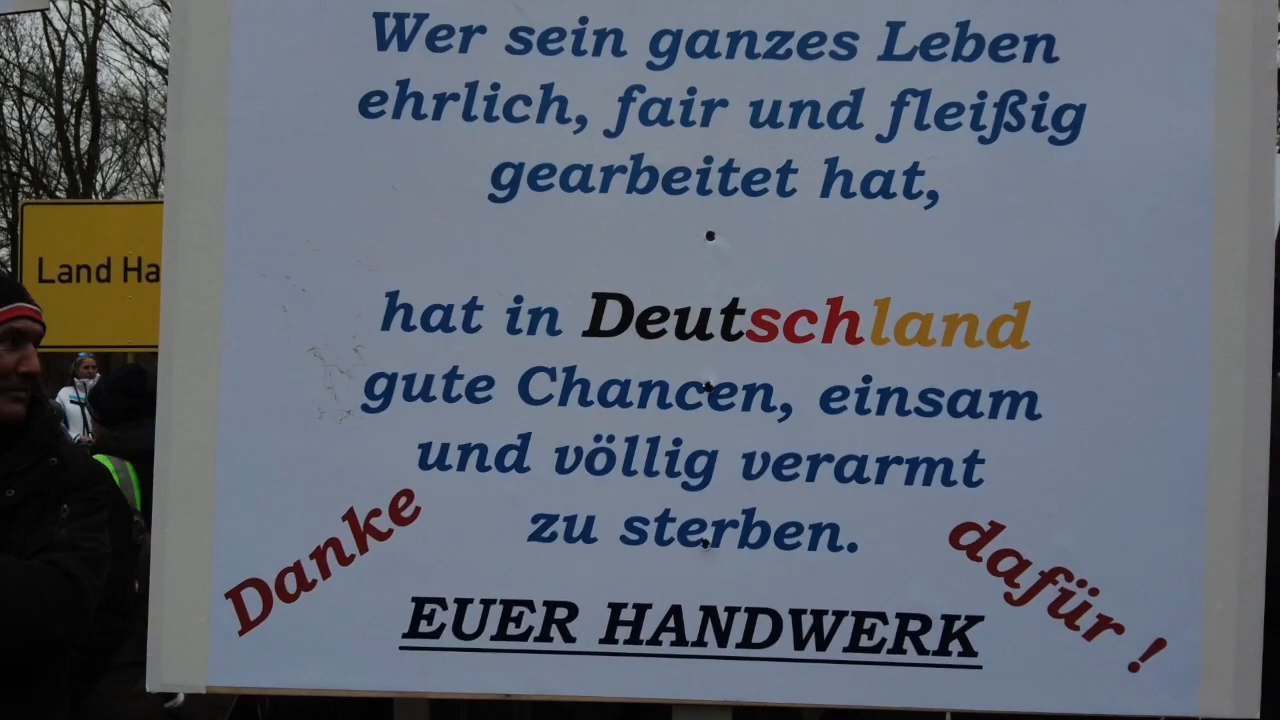 Wer sein ganzes Leben
ehrlich, fair und fleißig
gearbeitet hat,
hat in Deutschland
gute Chancen, einsam
und völlig verarmt
zu sterben.
Danke dafür !
EUER HANDWERK
Land Ha